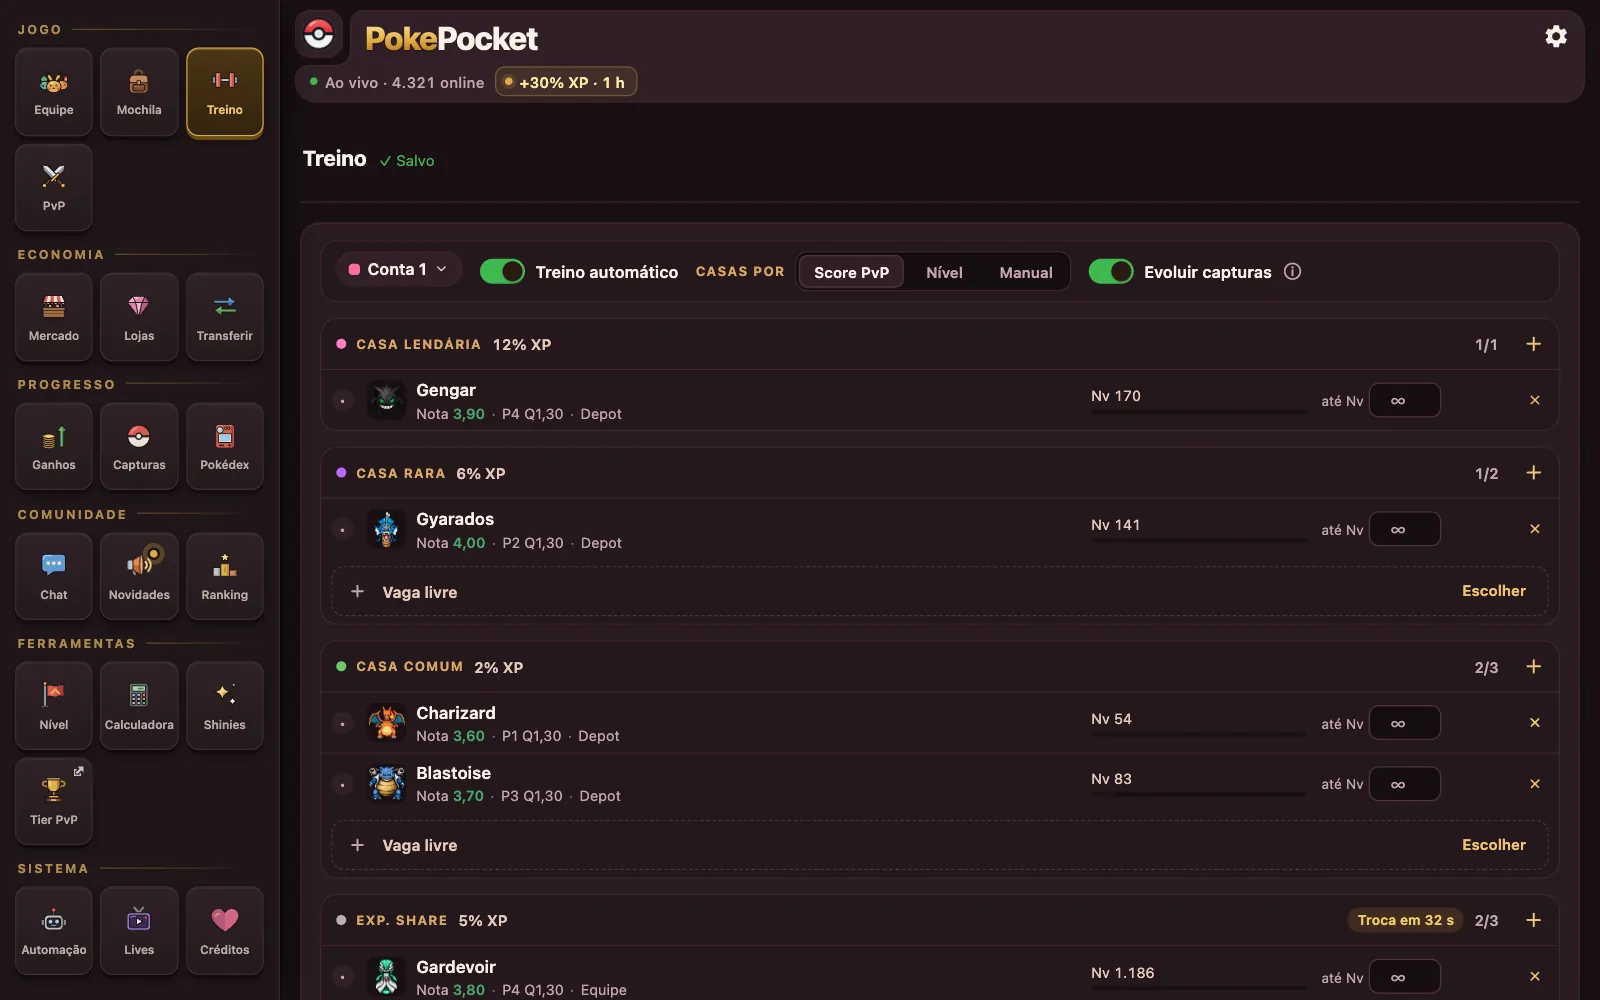 JOGO
Equipe
Mochila
Treino
PvP
ECONOMIA
Mercado
Lojas
Transferir
PROGRESSO
Ganhos
Capturas
Pokédex
COMUNIDADE
Chat
Novidades
Ranking
FERRAMENTAS
Nível
Calculadora
Shinies
Tier PvP
SISTEMA
Automação
Lives
Créditos
PokePocket
Ao vivo · 4.321 online
+30% XP · 1 h
Treino ✓ Salvo
Conta 1
Treino automático
CASAS POR
Score PvP
Nível
Manual
Evoluir capturas
CASA LENDÁRIA 12% XP
1/1 +
Gengar
Nota 3,90 · P4 Q1,30 · Depot
Nv 170
até Nv ∞ ×
CASA RARA 6% XP
1/2 +
Gyarados
Nota 4,00 · P2 Q1,30 · Depot
Nv 141
até Nv ∞ ×
+ Vaga livre
Escolher
CASA COMUM 2% XP
2/3 +
Charizard
Nota 3,60 · P1 Q1,30 · Depot
Nv 54
até Nv ∞ ×
Blastoise
Nota 3,70 · P3 Q1,30 · Depot
Nv 83
até Nv ∞ ×
+ Vaga livre
Escolher
EXP. SHARE 5% XP
Troca em 32 s
2/3 +
Gardevoir
Nota 3,80 · P4 Q1,30 · Equipe
Nv 1.186
até Nv ∞ ×